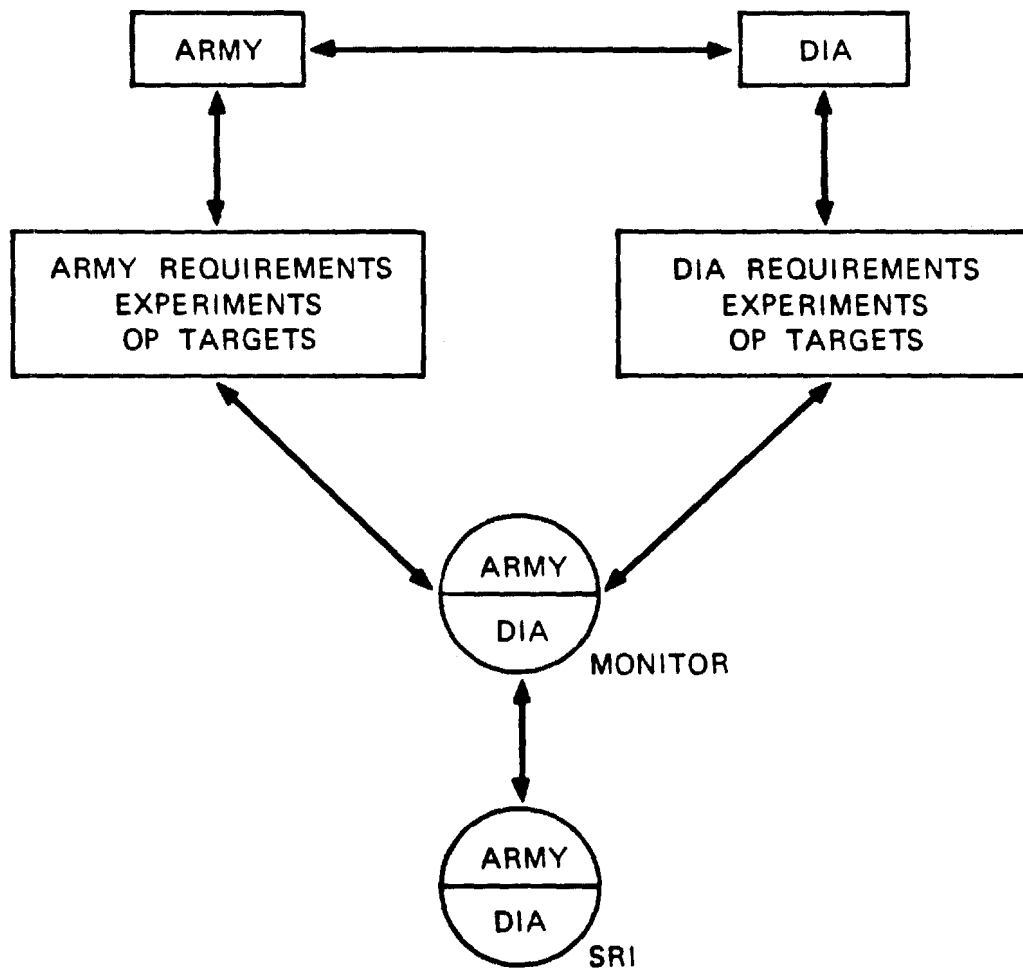 ARMY
DIA
ARMY REQUIREMENTS
EXPERIMENTS
OP TARGETS
DIA REQUIREMENTS
EXPERIMENTS
OP TARGETS
ARMY
DIA
MONITOR
ARMY
DIA
SRI